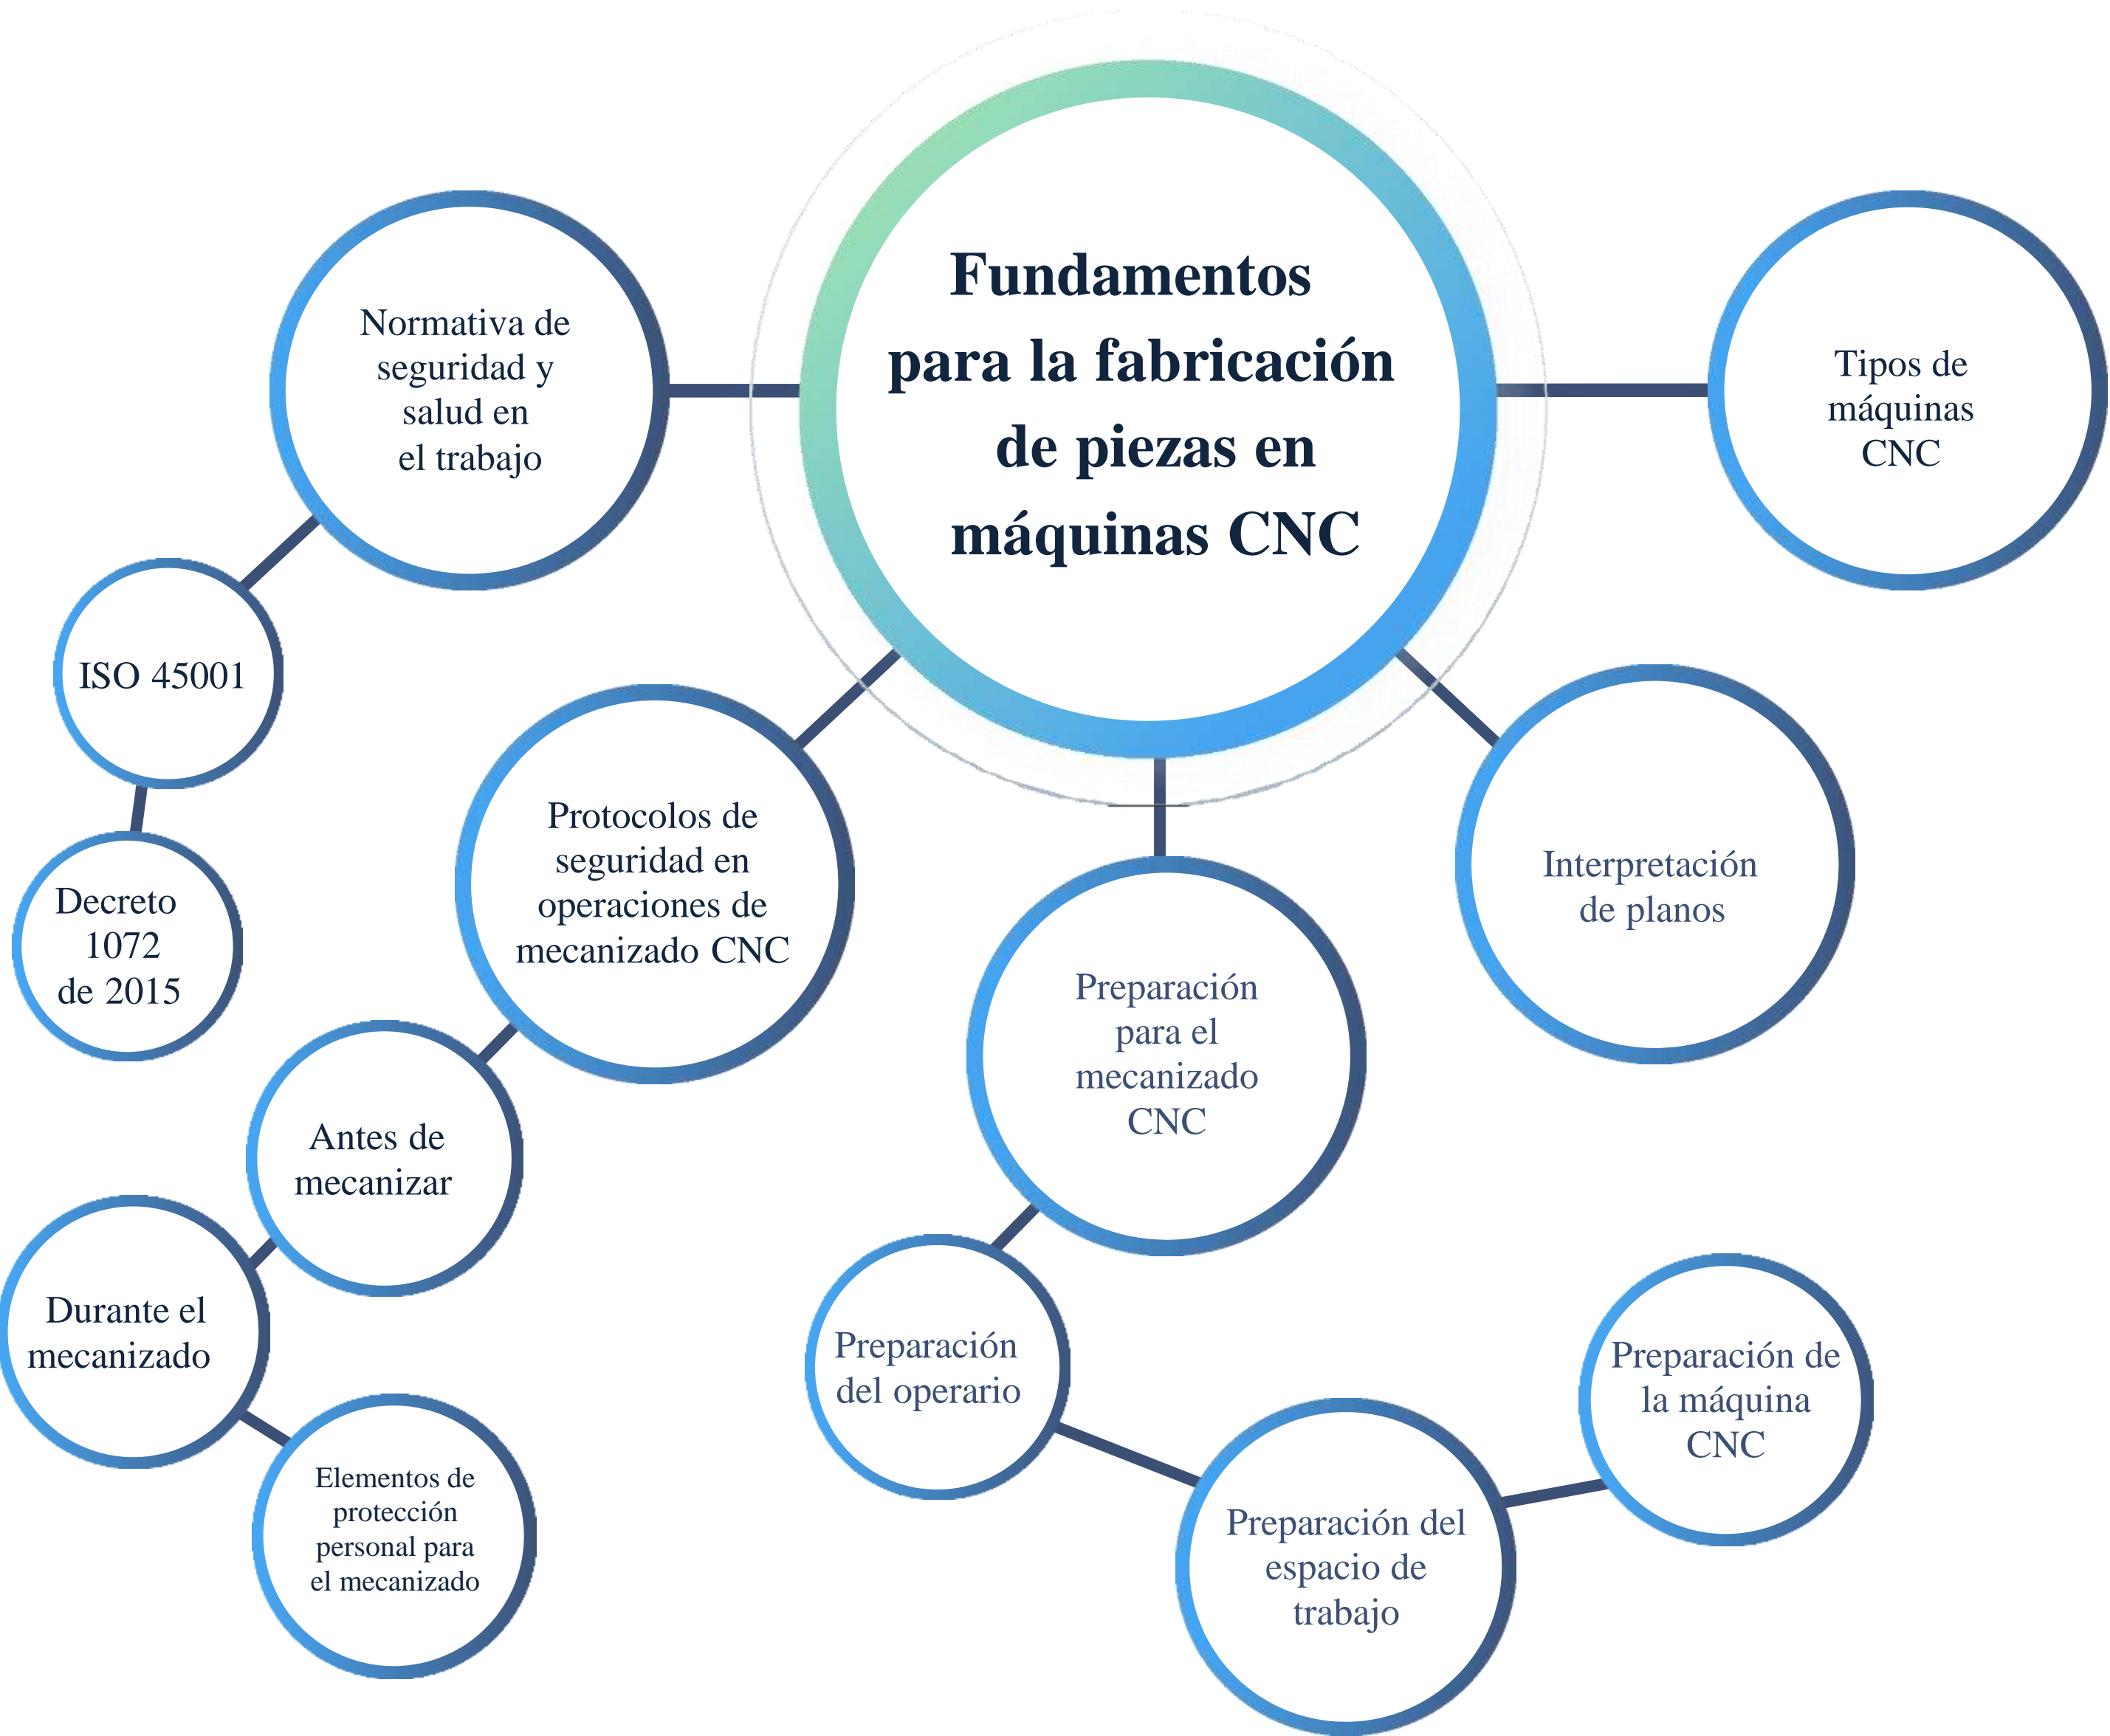 Fundamentos
para la fabricación
de piezas en
máquinas CNC
Normativa de
seguridad y
salud en
el trabajo
ISO 45001
Decreto
1072
de 2015
Protocolos de
seguridad en
operaciones de
mecanizado CNC
Antes de
mecanizar
Durante el
mecanizado
Elementos de
protección
personal para
el mecanizado
Preparación
para el
mecanizado
CNC
Preparación
del operario
Preparación del
espacio de
trabajo
Preparación de
la máquina
CNC
Interpretación
de planos
Tipos de
máquinas
CNC